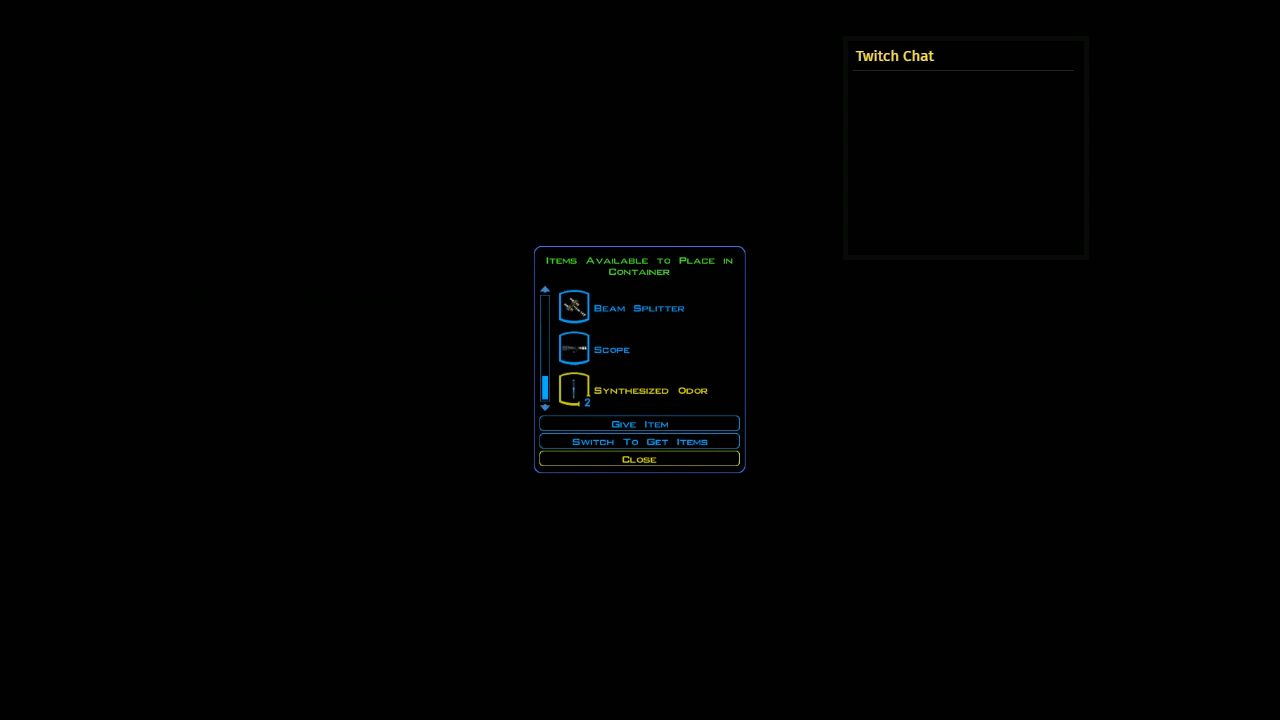 Twitch Chat
Items Available to Place in
Container
Beam Splitter
Scope
Synthesized Odor
2
Give Item
Switch To Get Items
Close